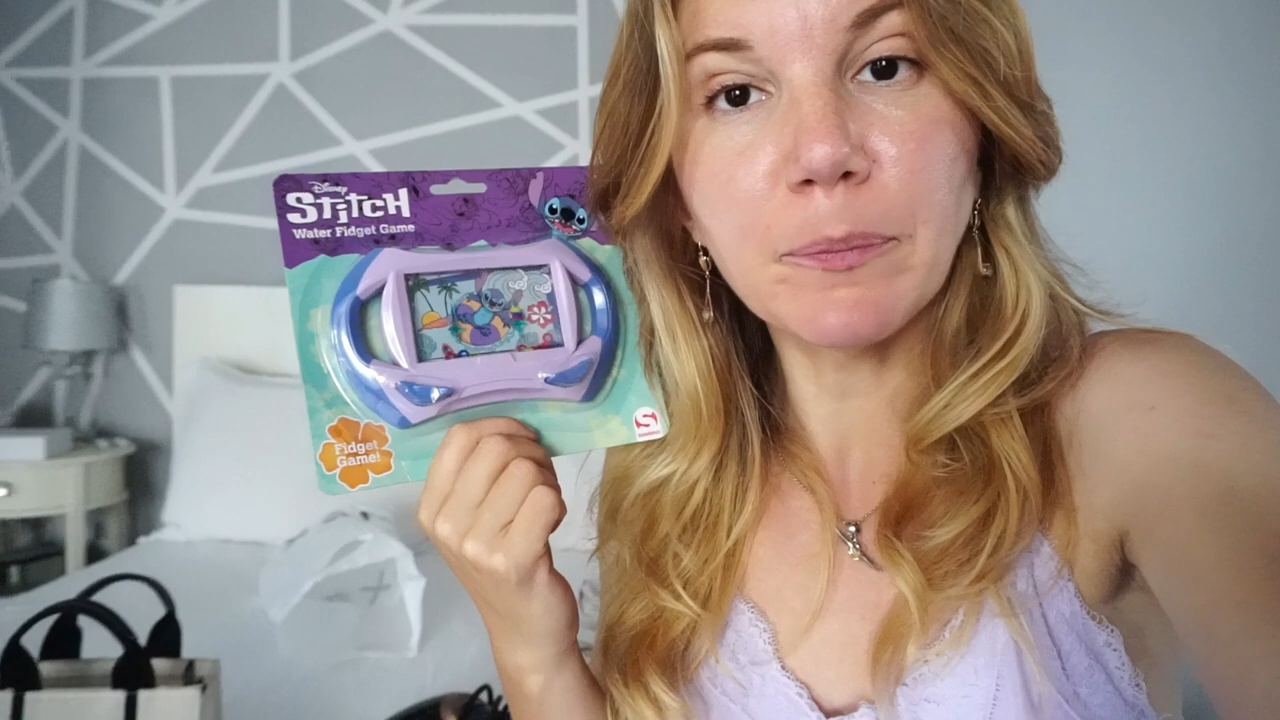 Disney
Stitch
Water Fidget Game
Fidget
Game!